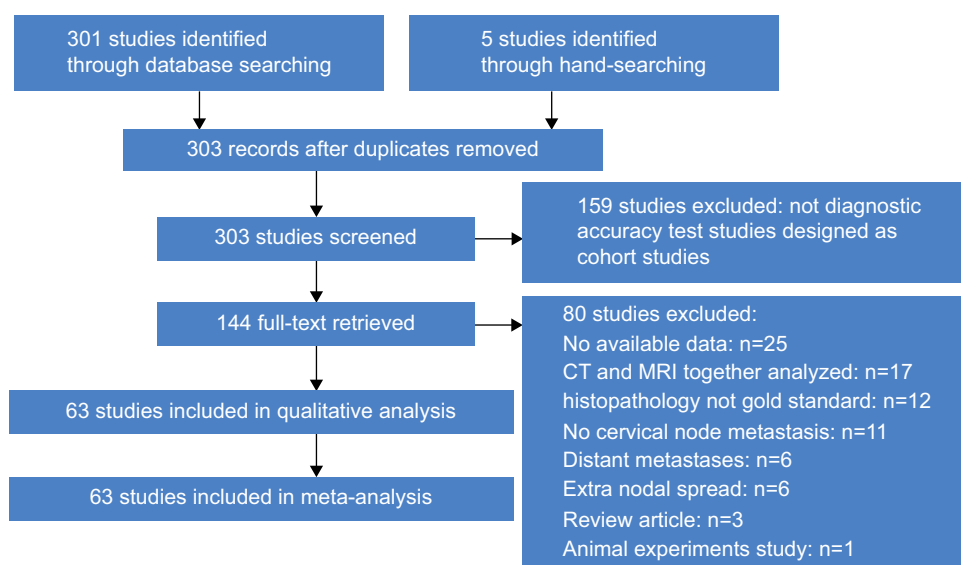 301 studies identified
through database searching
5 studies identified
through hand-searching
303 records after duplicates removed
303 studies screened
159 studies excluded: not diagnostic
accuracy test studies designed as
cohort studies
144 full-text retrieved
80 studies excluded:
No available data: n=25
CT and MRI together analyzed: n=17
histopathology not gold standard: n=12
No cervical node metastasis: n=11
Distant metastases: n=6
Extra nodal spread: n=6
Review article: n=3
Animal experiments study: n=1
63 studies included in qualitative analysis
63 studies included in meta-analysis